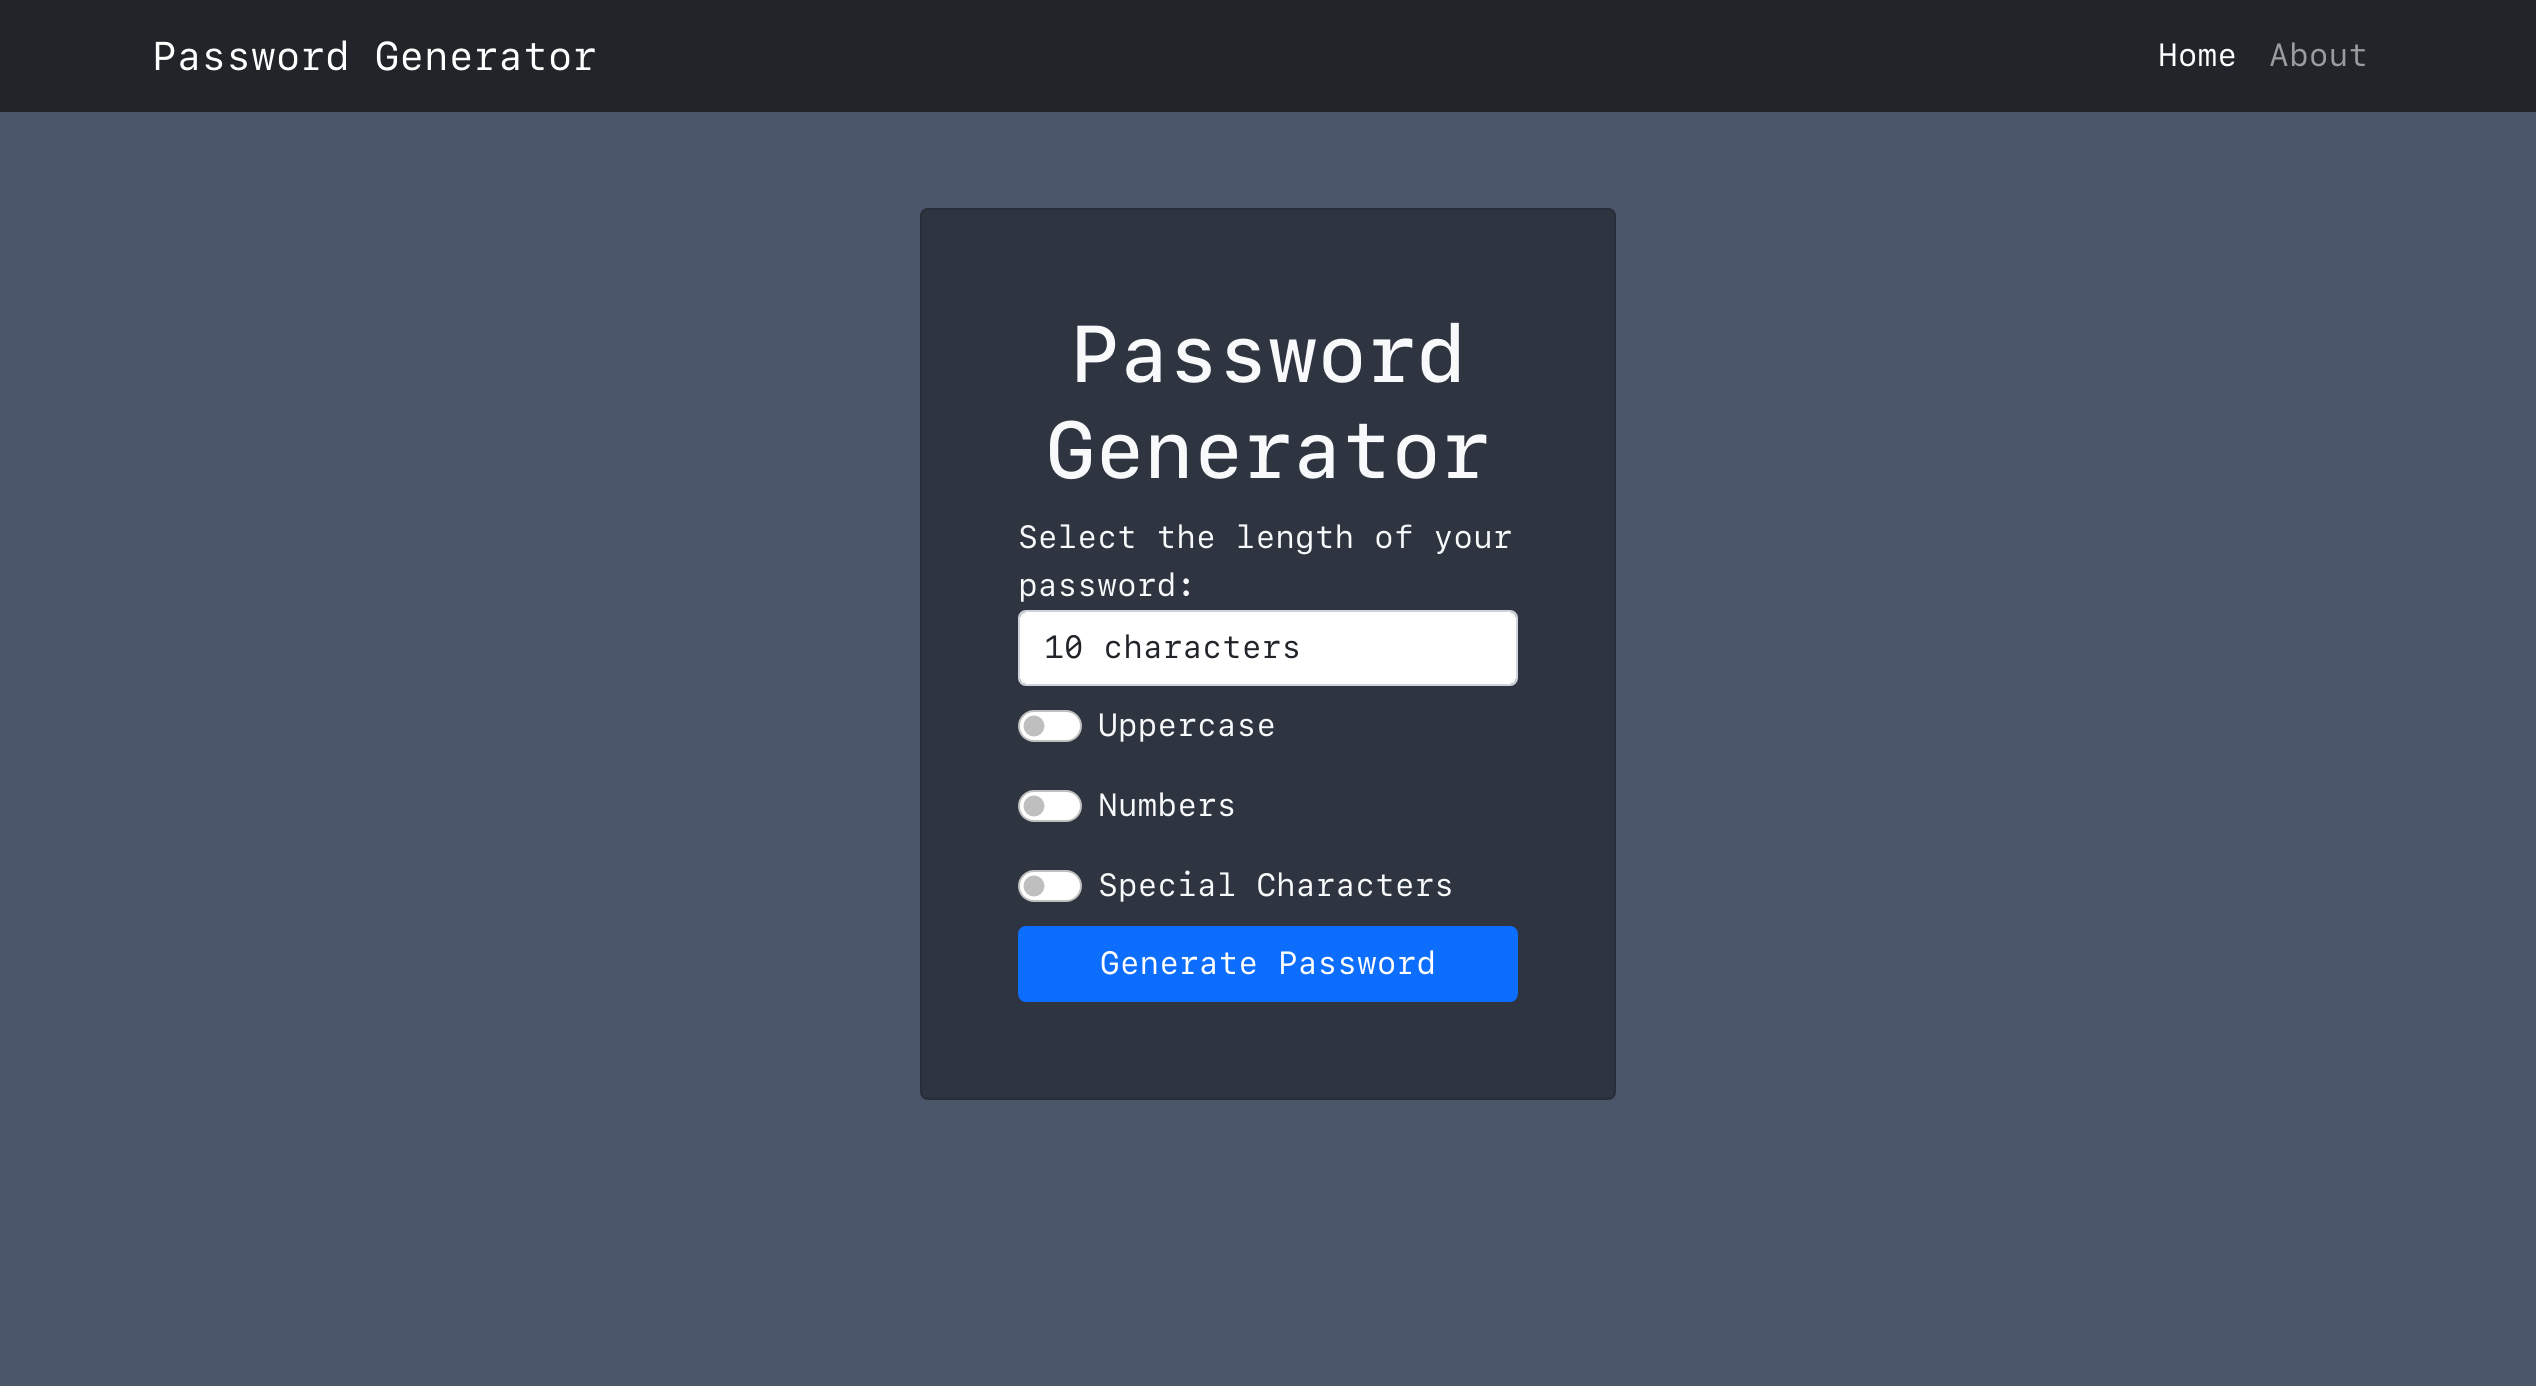 Password Generator
Home About
Password
Generator
Select the length of your
password:
10 characters
Uppercase
Numbers
Special Characters
Generate Password